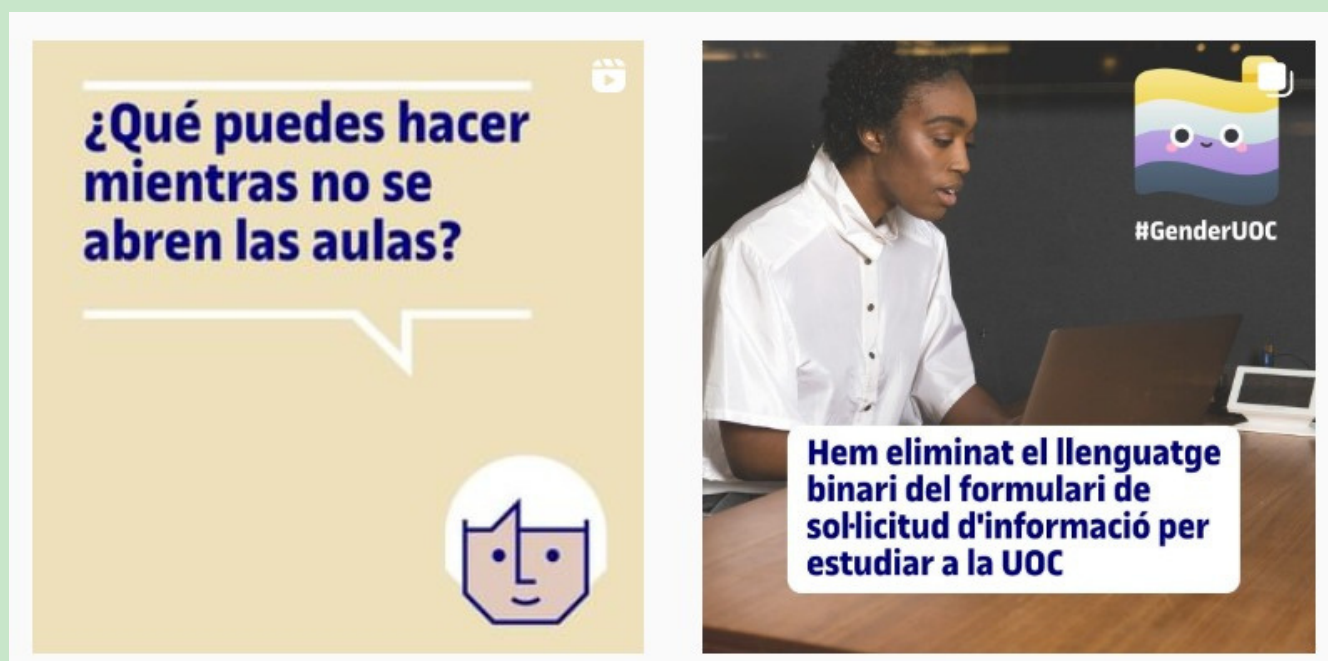 ¿Qué puedes hacer
mientras no se
abren las aulas?
#GenderUOC
Hem eliminat el llenguatge
binari del formulari de
sol·licitud d'informació per
estudiar a la UOC